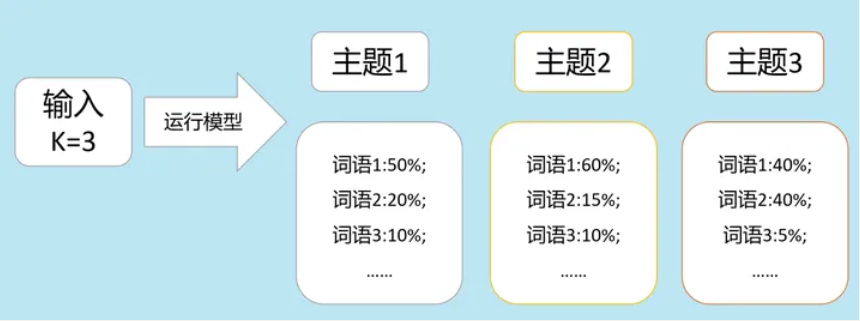 输入
K=3
运行模型
主题1
词语1:50%;
词语2:20%;
词语3:10%;
……
主题2
词语1:60%;
词语2:15%;
词语3:10%;
……
主题3
词语1:40%;
词语2:40%;
词语3:5%;
……